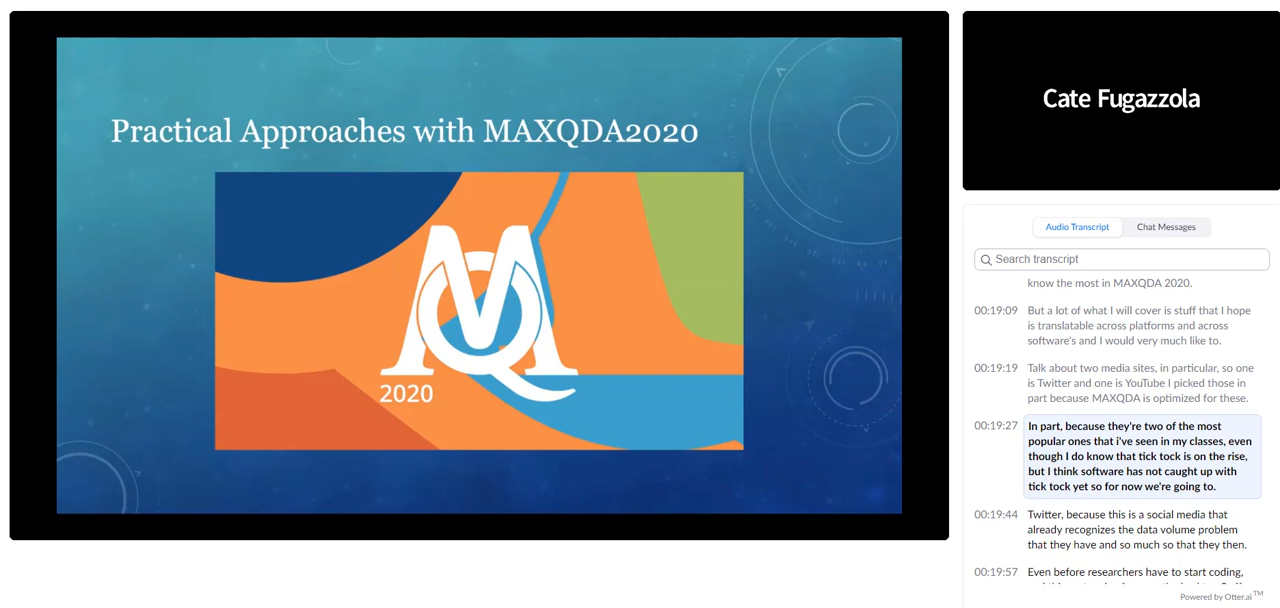 Practical Approaches with MAXQDA2020
MQA
2020
Cate Fugazzola
Audio Transcript
Chat Messages
Search transcript
know the most in MAXQDA 2020.
00:19:09
But a lot of what I will cover is stuff that I hope
is translatable across platforms and across
software's and I would very much like to.
00:19:19
Talk about two media sites, in particular, so one
is Twitter and one is YouTube I picked those in
part because MAXQDA is optimized for these.
00:19:27
In part, because they're two of the most
popular ones that i've seen in my classes, even
though I do know that tick tock is on the rise,
but I think software has not caught up with
tick tock yet so for now we're going to.
00:19:44
Twitter, because this is a social media that
already recognizes the data volume problem
that they have and so much so that they then.
00:19:57
Even before researchers have to start coding,
Powered by Otter.ai TM